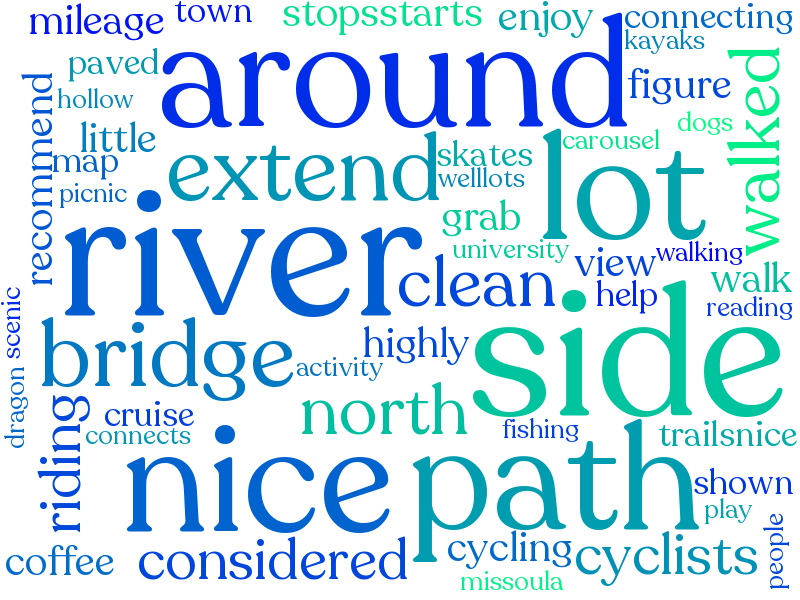 mileage
town
stopsstarts
enjoy
connecting
kayaks
paved
around
figure
hollow
recommend
little
map
picnic
extend
skates
welllots
carousel
dogs
lot
walked
grab
university
river
clean
view
walking
help
walk
reading
scenic
bridge
highly
activity
side
dragon
riding
cruise
connects
north
fishing
trailsnice
nice
path
shown
play
people
coffee
considered
cycling
cyclists
missoula